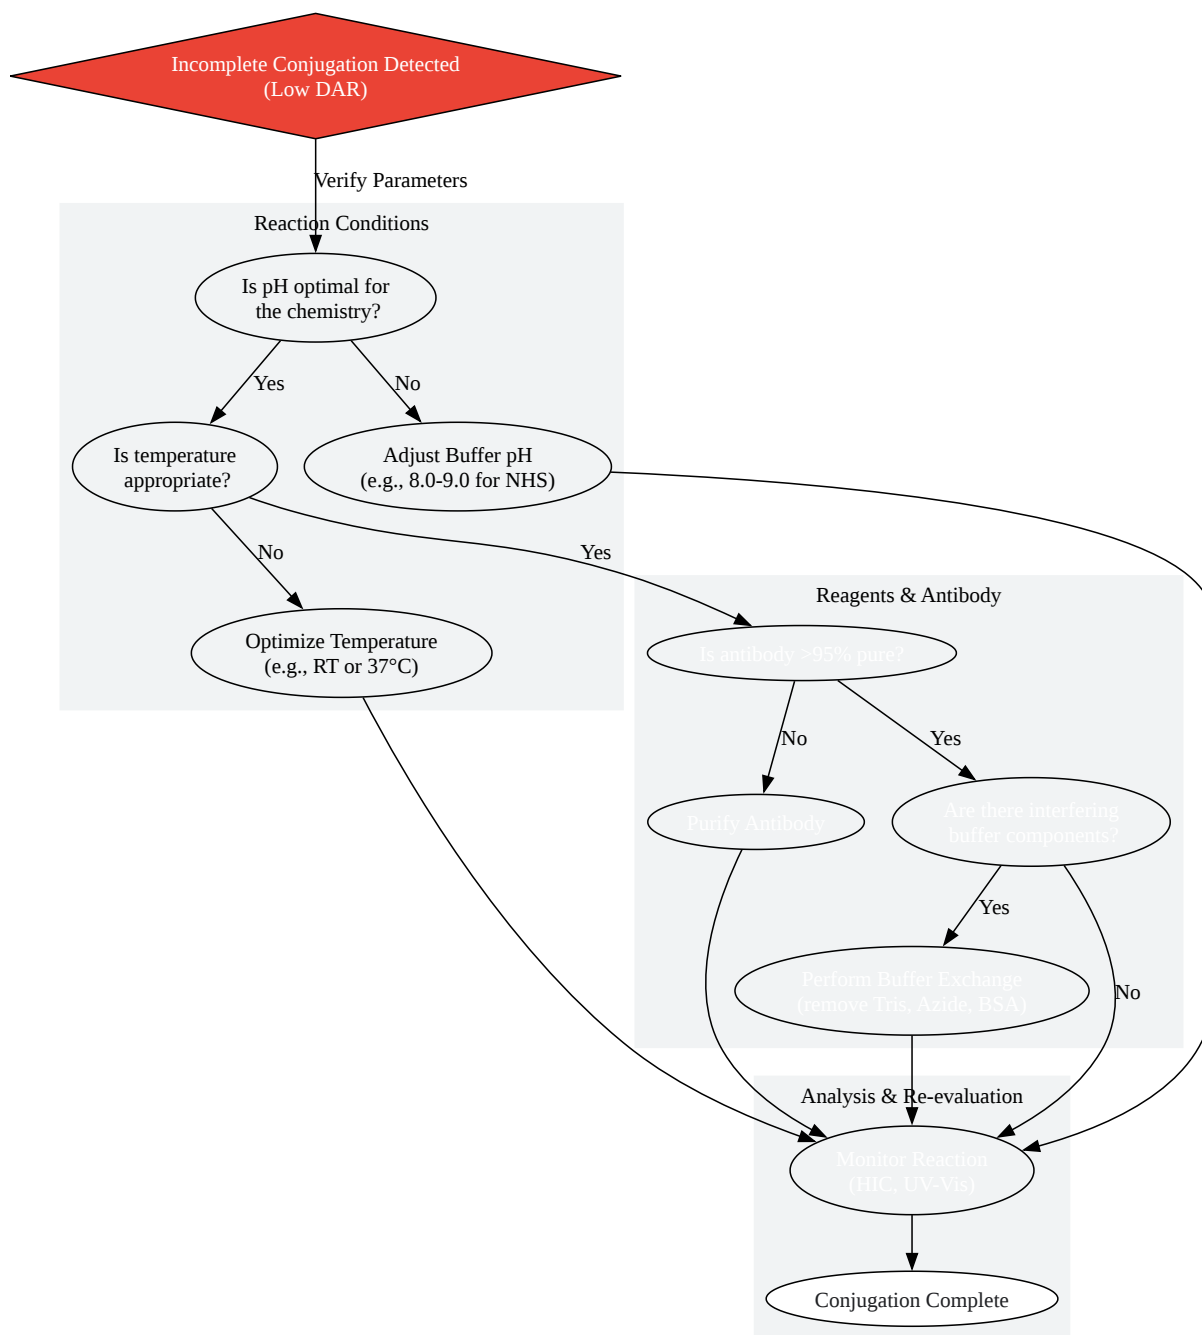 Incomplete Conjugation Detected
(Low DAR)
Verify Parameters
Reaction Conditions
Is pH optimal for
the chemistry?
Yes
No
Is temperature
appropriate?
Adjust Buffer pH
(e.g., 8.0-9.0 for NHS)
No
Yes
Optimize Temperature
(e.g., RT or 37°C)
Reagents & Antibody
Is antibody >95% pure?
No
Yes
Purify Antibody
Are there interfering
buffer components?
Yes
No
Perform Buffer Exchange
(remove Tris, Azide, BSA)
Analysis & Re-evaluation
Monitor Reaction
(HIC, UV-Vis)
Conjugation Complete